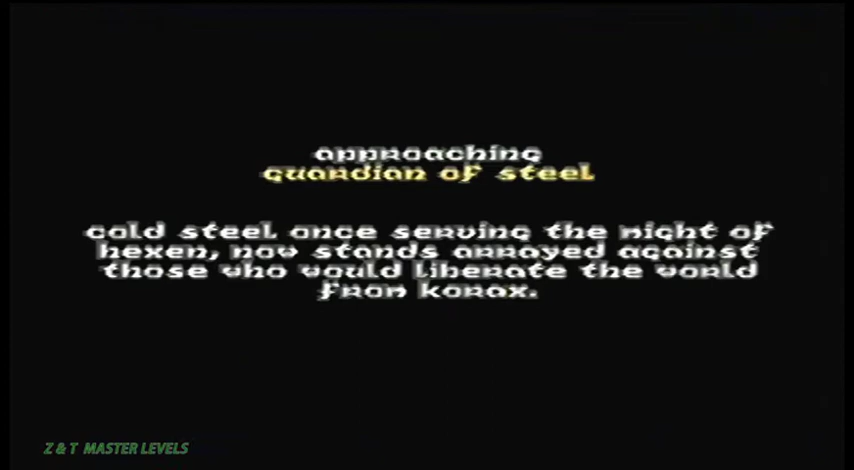 approaching
guardian of steel
cold steel once serving the might of
hexen, now stands arrayed against
those who would liberate the world
from korax.
Z & T MASTER LEVELS